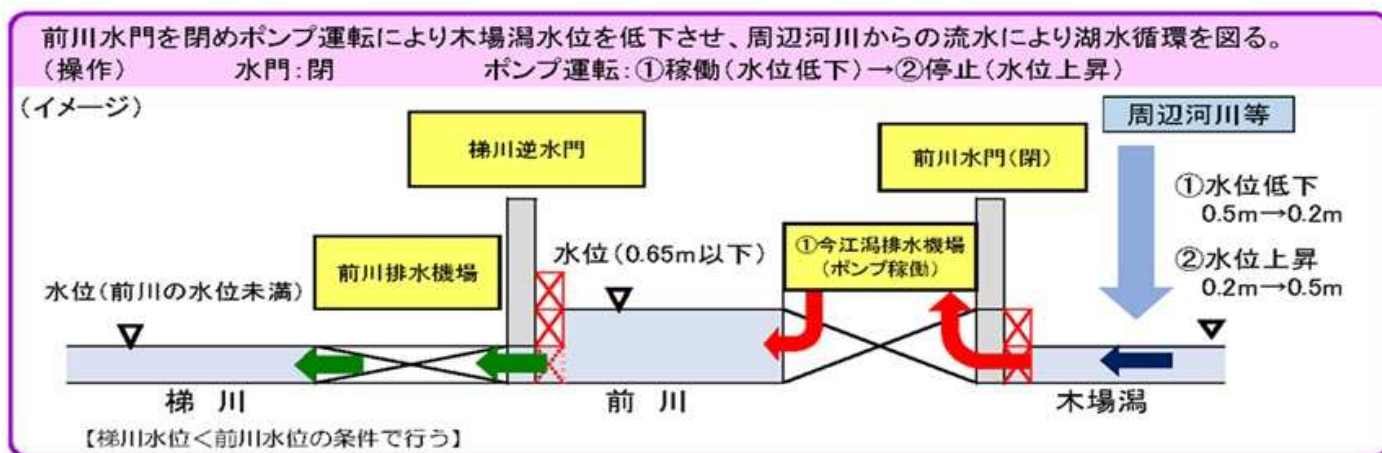 前川水門を閉めポンプ運転により木場潟水位を低下させ、周辺河川からの流水により湖水循環を図る。
（操作）　水門：閉　ポンプ運転：①稼働（水位低下）→②停止（水位上昇）
（イメージ）
周辺河川等
梯川逆水門
前川水門（閉）
①水位低下
0.5m→0.2m
①今江潟排水機場
（ポンプ稼働）
水位（0.65m以下）
前川排水機場
②水位上昇
0.2m→0.5m
水位（前川の水位未満）
梯川
前川
木場潟
【梯川水位＜前川水位の条件で行う】